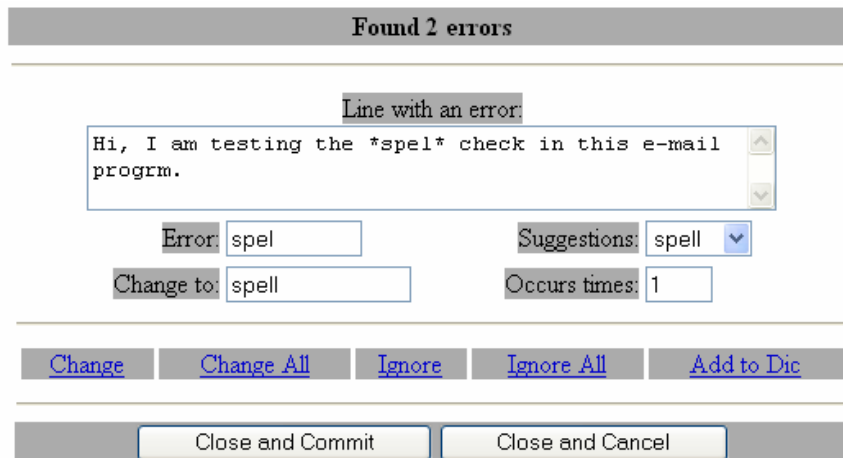 Found 2 errors
Line with an error:
Hi, I am testing the *spel* check in this e-mail
progrm.
Error: spel Suggestions: spell
Change to: spell Occurs times: 1
Change Change All Ignore Ignore All Add to Dic
Close and Commit Close and Cancel